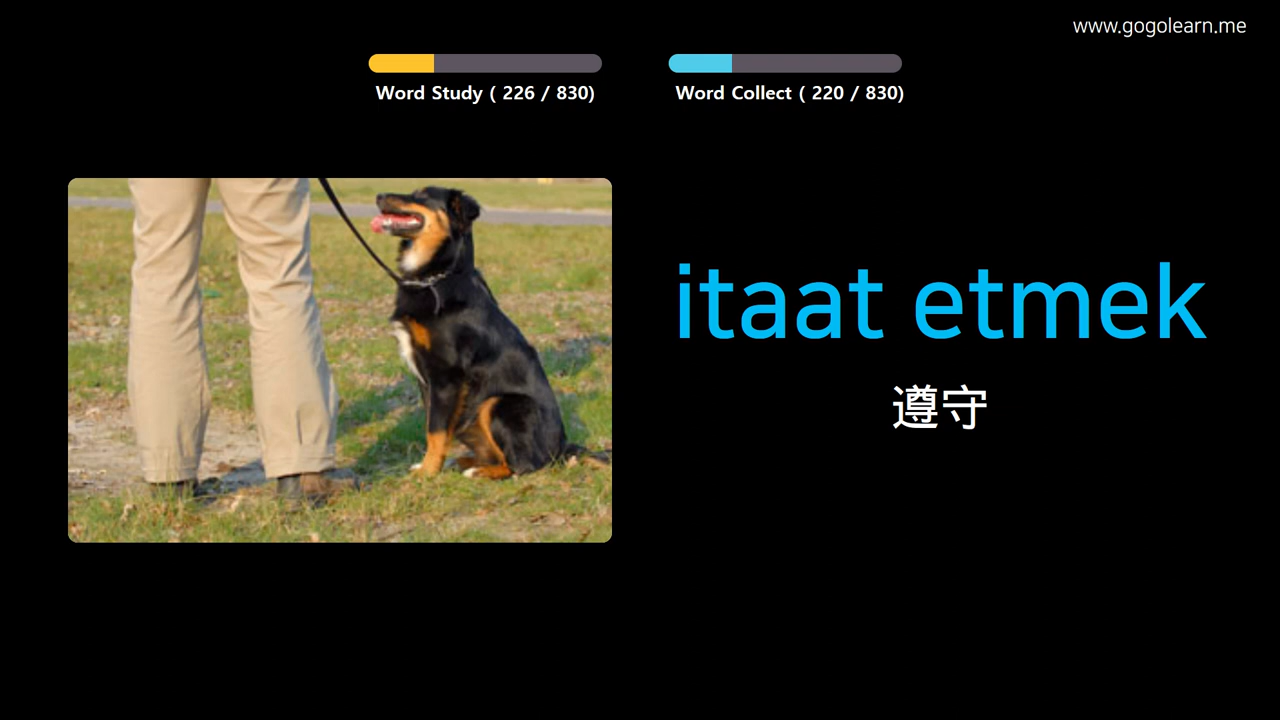 www.gogolearn.me
Word Study ( 226 / 830)
Word Collect ( 220 / 830)
itaat etmek
遵守